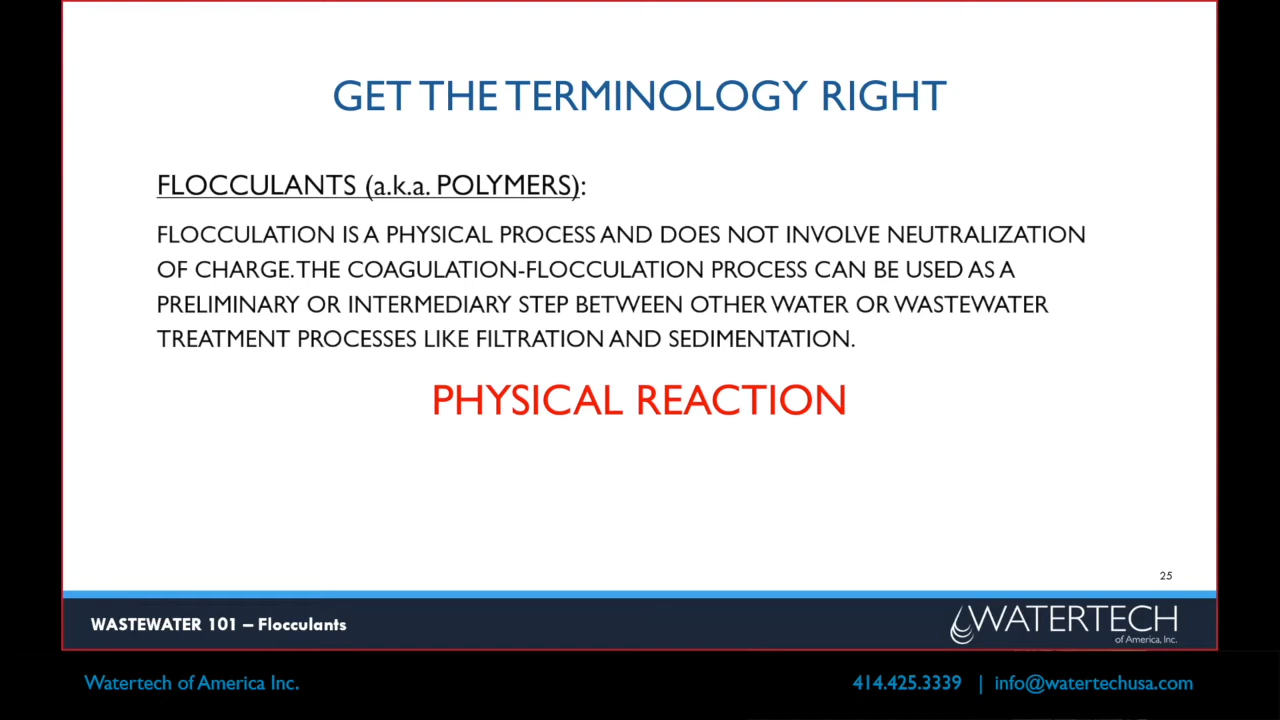 GET THE TERMINOLOGY RIGHT
FLOCCULANTS (a.k.a. POLYMERS):
FLOCCULATION IS A PHYSICAL PROCESS AND DOES NOT INVOLVE NEUTRALIZATION
OF CHARGE. THE COAGULATION-FLOCCULATION PROCESS CAN BE USED AS A
PRELIMINARY OR INTERMEDIARY STEP BETWEEN OTHER WATER OR WASTEWATER
TREATMENT PROCESSES LIKE FILTRATION AND SEDIMENTATION.
PHYSICAL REACTION
25
WASTEWATER 101 – Flocculants
WATERTECH
of America, Inc.
Watertech of America Inc.
414.425.3339 | info@watertechusa.com